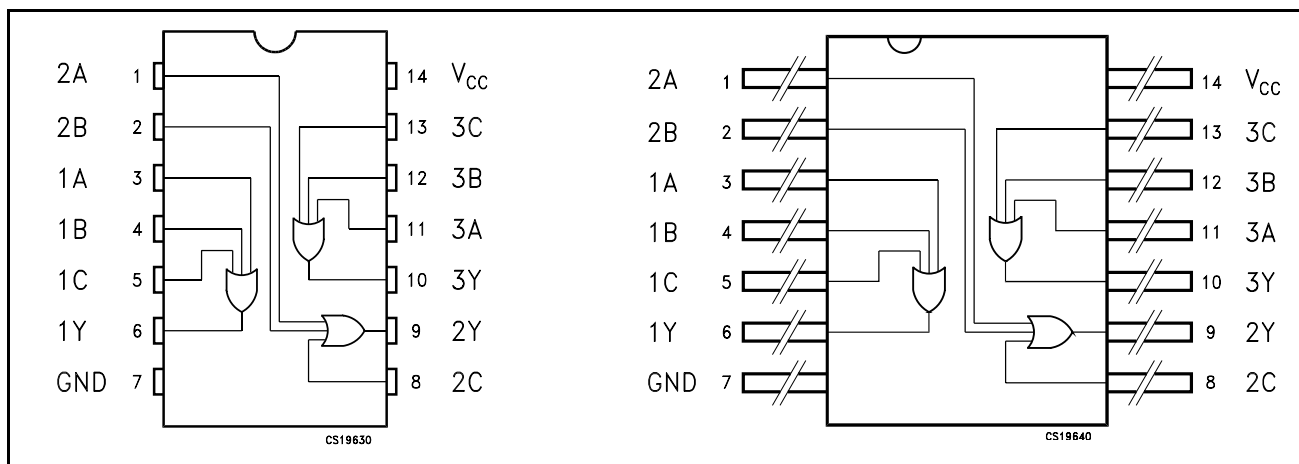 2A 1 14 VCC
2B 2 13 3C
1A 3 12 3B
1B 4 11 3A
1C 5 10 3Y
1Y 6 9 2Y
GND 7 8 2C
CS19630
2A 1 14 VCC
2B 2 13 3C
1A 3 12 3B
1B 4 11 3A
1C 5 10 3Y
1Y 6 9 2Y
GND 7 8 2C
CS19640